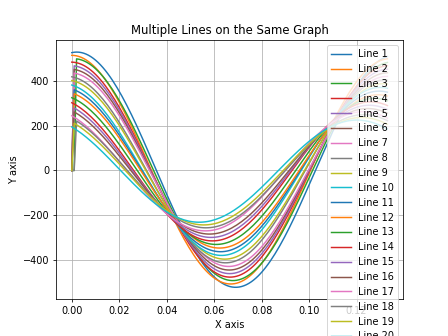 Multiple Lines on the Same Graph
Y axis
400
200
0
−200
−400
0.00
0.02
0.04
0.06
0.08
0.10
X axis
Line 1
Line 2
Line 3
Line 4
Line 5
Line 6
Line 7
Line 8
Line 9
Line 10
Line 11
Line 12
Line 13
Line 14
Line 15
Line 16
Line 17
Line 18
Line 19
Line 20